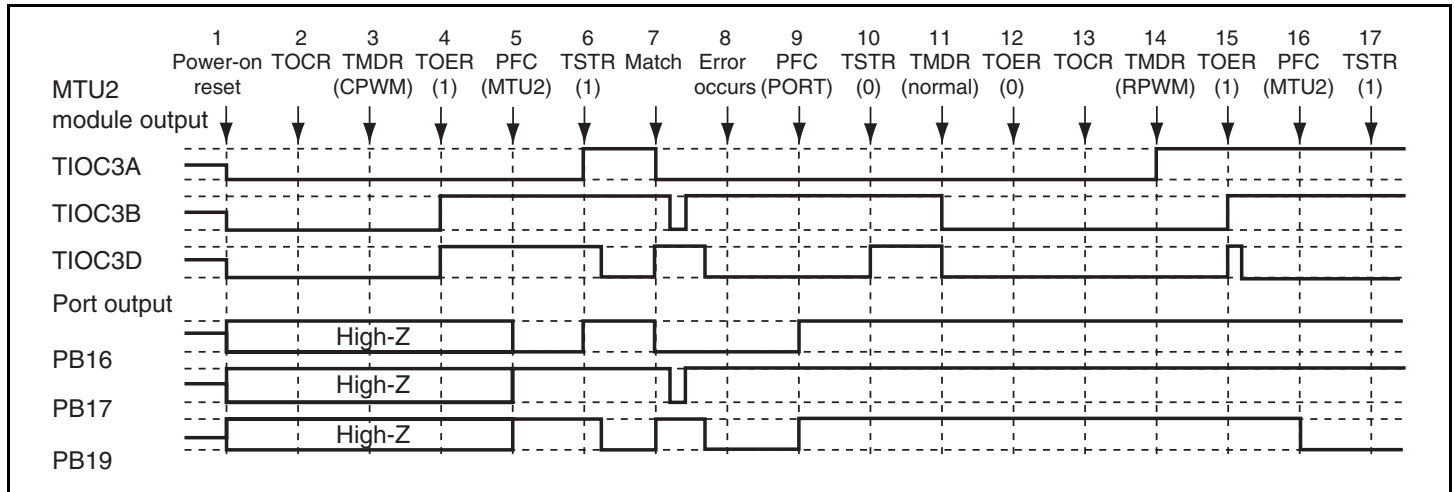 1 2 3 4 5 6 7 8 9 10 11 12 13 14 15 16 17
Power-on TOCR TMDR TOER PFC TSTR Match Error PFC TSTR TMDR TOER TOCR TMDR TOER PFC TSTR
reset (CPWM) (1) (MTU2) (1) occurs (PORT) (0) (normal) (0) (RPWM) (1) (MTU2) (1)
MTU2
module output
TIOC3A
TIOC3B
TIOC3D
Port output
High-Z
PB16
High-Z
PB17
High-Z
PB19